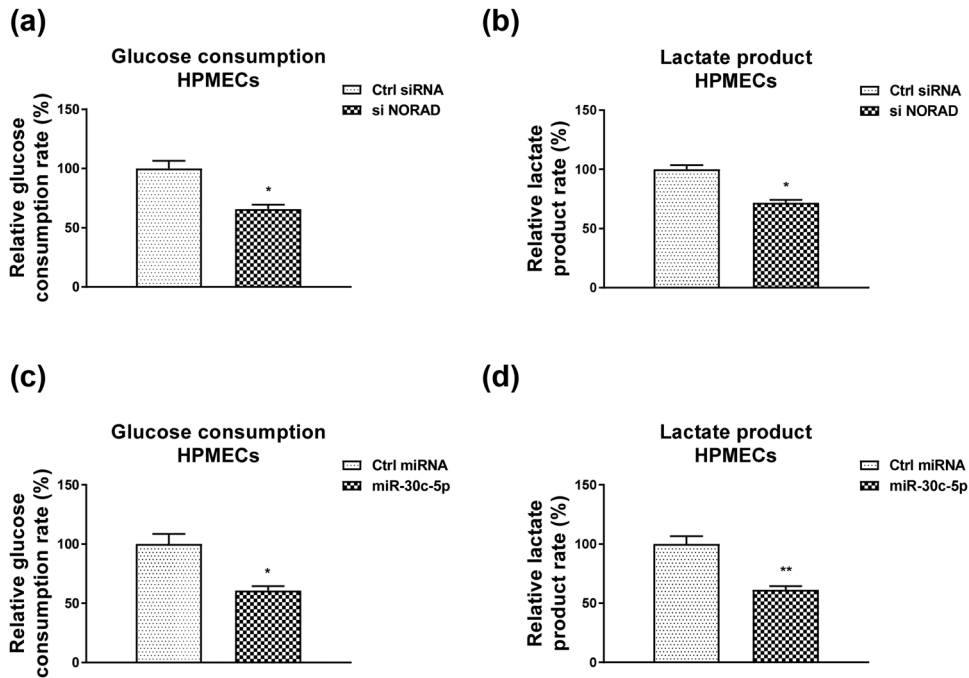 (a)
Glucose consumption
HPMECs
Ctrl siRNA
si NORAD
Relative glucose
consumption rate (%)
150
100
50
0
*
(b)
Lactate product
HPMECs
Ctrl siRNA
si NORAD
Relative lactate
product rate (%)
150
100
50
0
*
(c)
Glucose consumption
HPMECs
Ctrl miRNA
miR-30c-5p
Relative glucose
consumption rate (%)
150
100
50
0
*
(d)
Lactate product
HPMECs
Ctrl miRNA
miR-30c-5p
Relative lactate
product rate (%)
150
100
50
0
**